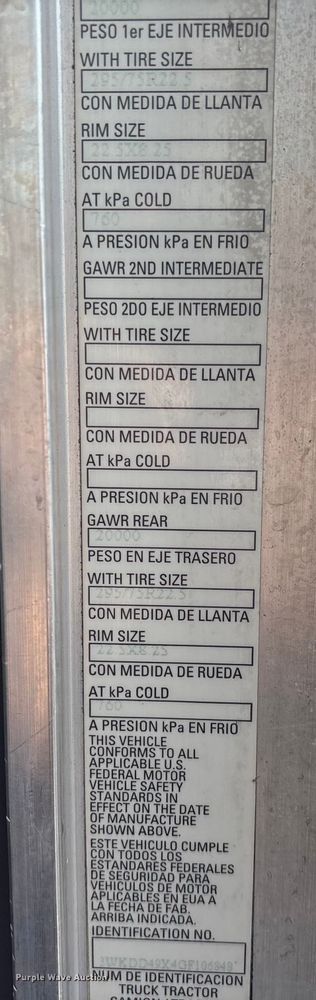 20000
PESO 1er EJE INTERMEDIO
WITH TIRE SIZE
295/75R22.5
CON MEDIDA DE LLANTA
RIM SIZE
22.5X8.25
CON MEDIDA DE RUEDA
AT kPa COLD
760
A PRESION kPa EN FRIO
GAWR 2ND INTERMEDIATE
PESO 2DO EJE INTERMEDIO
WITH TIRE SIZE
CON MEDIDA DE LLANTA
RIM SIZE
CON MEDIDA DE RUEDA
AT kPa COLD
A PRESION kPa EN FRIO
GAWR REAR
20000
PESO EN EJE TRASERO
WITH TIRE SIZE
295/75R22.5
CON MEDIDA DE LLANTA
RIM SIZE
22.5X8.25
CON MEDIDA DE RUEDA
AT kPa COLD
760
A PRESION kPa EN FRIO
THIS VEHICLE
CONFORMS TO ALL
APPLICABLE U.S.
FEDERAL MOTOR
VEHICLE SAFETY
STANDARDS IN
EFFECT ON THE DATE
OF MANUFACTURE
SHOWN ABOVE.
ESTE VEHICULO CUMPLE
CON TODOS LOS
ESTANDARES FEDERALES
DE SEGURIDAD PARA
VEHICULOS DE MOTOR
APLICABLES EN EUA A
LA FECHA DE FAB.
ARRIBA INDICADA.
IDENTIFICATION NO.
Purple Wave Auction
NUM DE IDENTIFICACION
TRUCK TRACTOR